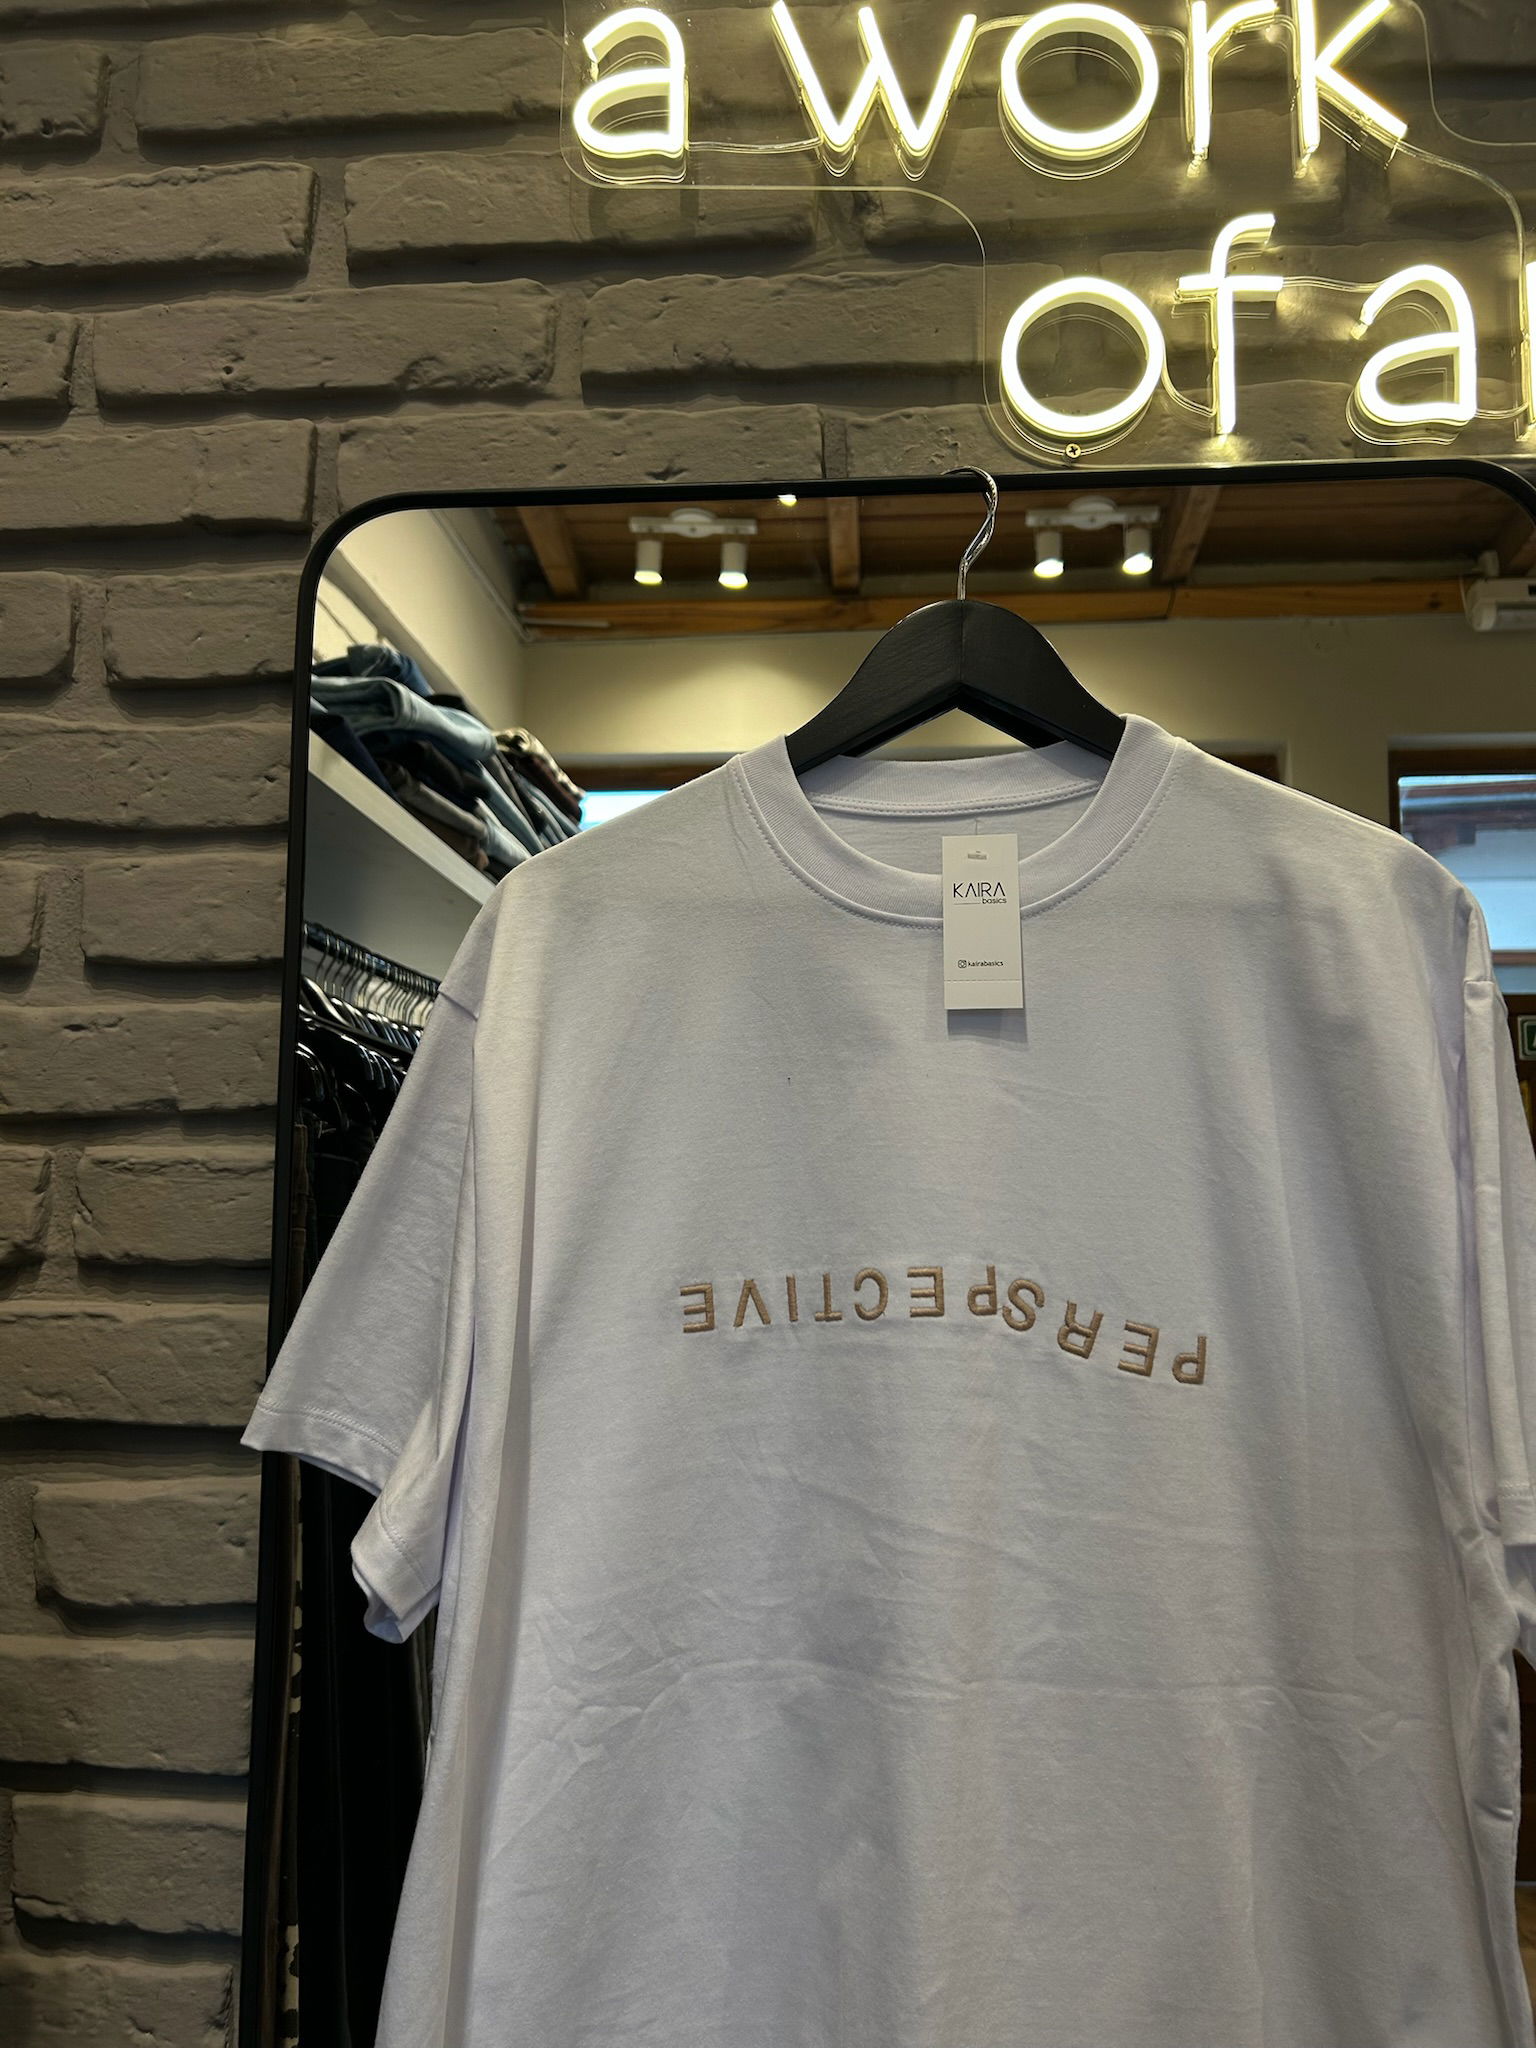 a work
of a
KAIRA
basics
kairabasics
PERSPECTIVE